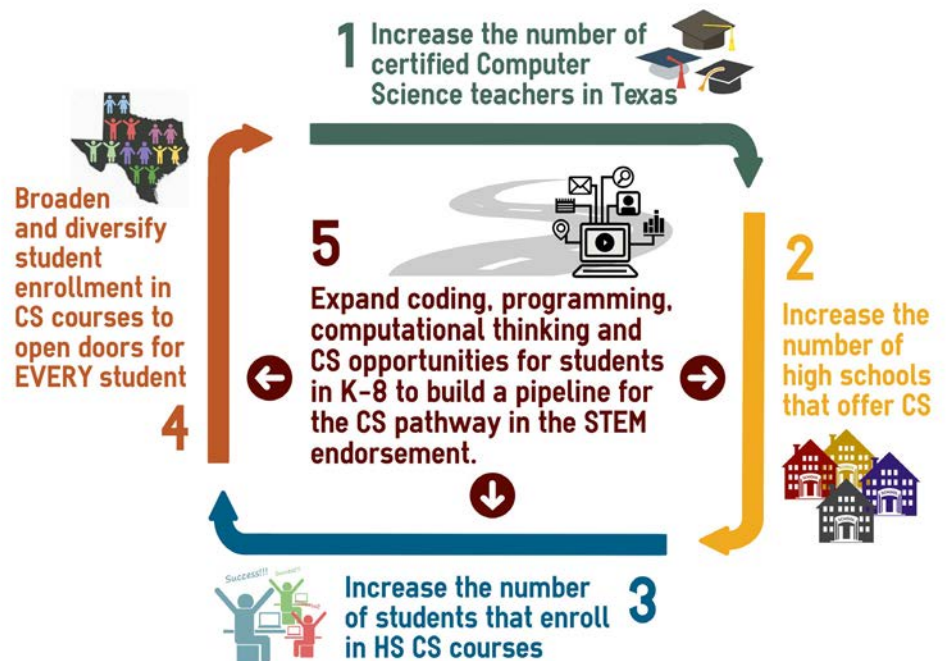 1
Increase the number of
certified Computer
Science teachers in Texas
2
Increase the
number of
high schools
that offer CS
3
Increase the number
of students that enroll
in HS CS courses
Success!!!
Success!!!
4
Broaden
and diversify
student
enrollment in
CS courses to
open doors for
EVERY student
5
Expand coding, programming,
computational thinking and
CS opportunities for students
in K-8 to build a pipeline for
the CS pathway in the STEM
endorsement.